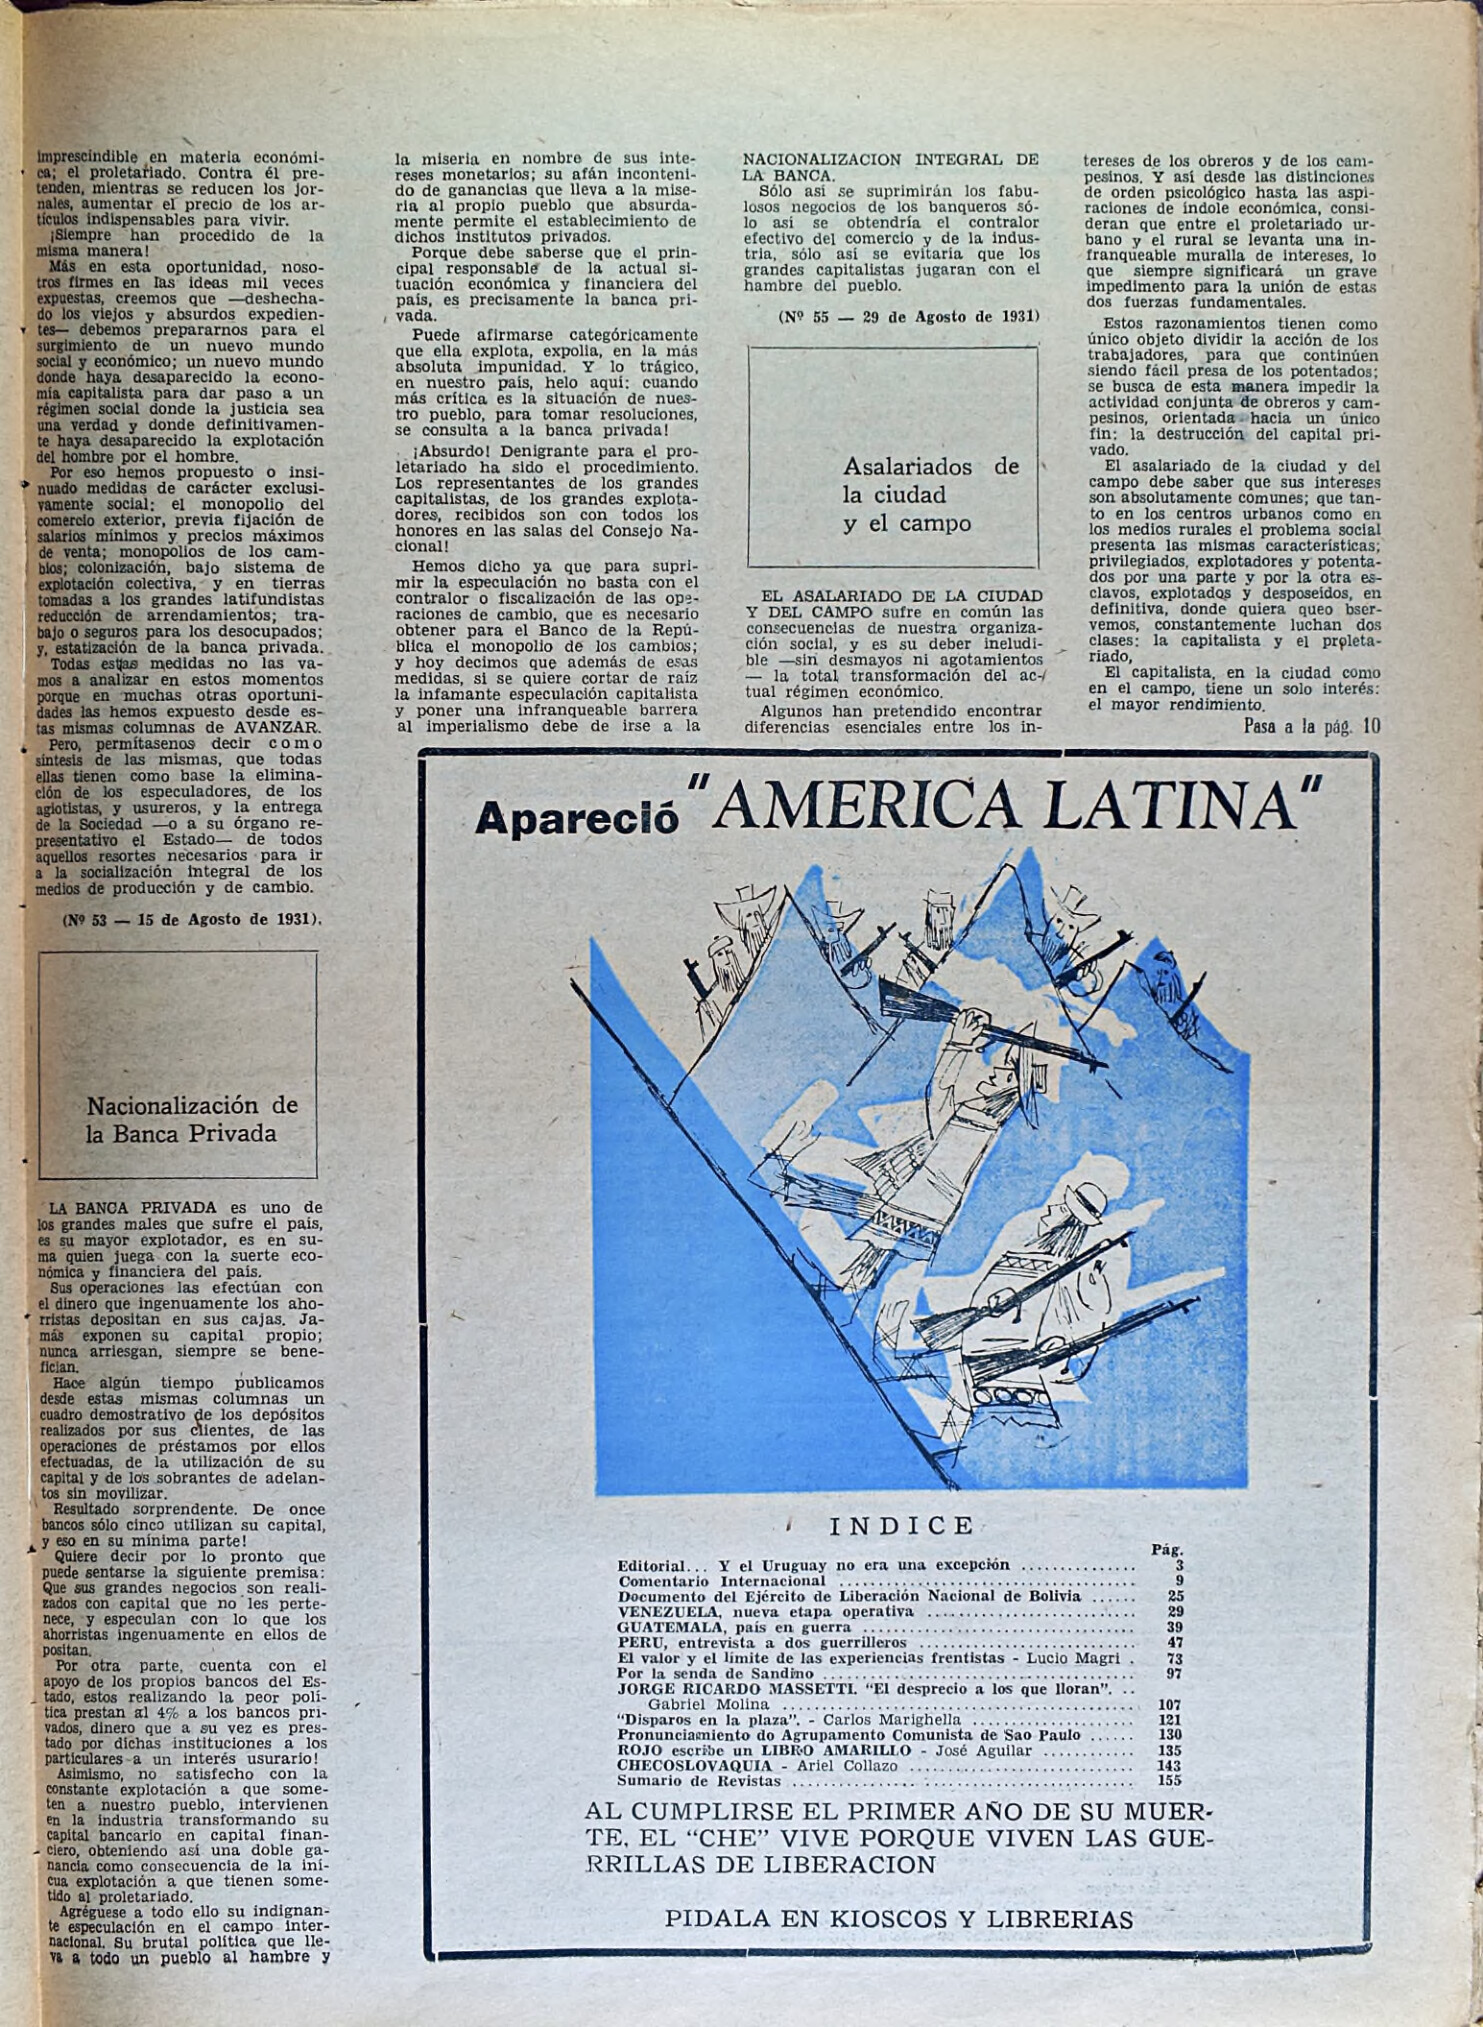 imprescindible en materia económi-
ca; el proletariado. Contra él pre-
tenden, mientras se reducen los jor-
nales, aumentar el precio de los ar-
tículos indispensables para vivir.
¡Siempre han procedido de la
misma manera!
Más en esta oportunidad, noso-
tros firmes en las ideas mil veces
expuestas, creemos que —deshecha-
do los viejos y absurdos expedien-
tes— debemos prepararnos para el
surgimiento de un nuevo mundo
social y económico; un nuevo mundo
donde haya desaparecido la econo-
mía capitalista para dar paso a un
régimen social donde la justicia sea
una verdad y donde definitivamen-
te haya desaparecido la explotación
del hombre por el hombre.
Por eso hemos propuesto o insi-
nuado medidas de carácter exclusi-
vamente social: el monopolio del
comercio exterior, previa fijación de
salarios mínimos y precios máximos
de venta; monopolios de los cam-
bios; colonización, bajo sistema de
explotación colectiva, y en tierras
tomadas a los grandes latifundistas
reducción de arrendamientos; tra-
bajo o seguros para los desocupados;
y, estatización de la banca privada.
Todas estas medidas no las va-
mos a analizar en estos momentos
porque en muchas otras oportuni-
dades las hemos expuesto desde es-
tas mismas columnas de AVANZAR.
Pero, permítasenos decir como
síntesis de las mismas, que todas
ellas tienen como base la elimina-
ción de los especuladores, de los
agiotistas, y usureros, y la entrega
de la Sociedad —o a su órgano re-
presentativo el Estado— de todos
aquellos resortes necesarios para ir
a la socialización integral de los
medios de producción y de cambio.
(Nº 53 — 15 de Agosto de 1931).
Nacionalización de
la Banca Privada
LA BANCA PRIVADA es uno de
los grandes males que sufre el país,
es su mayor explotador, es en su-
ma quien juega con la suerte eco-
nómica y financiera del país.
Sus operaciones las efectúan con
el dinero que ingenuamente los aho-
rristas depositan en sus cajas. Ja-
más exponen su capital propio;
nunca arriesgan, siempre se bene-
fician.
Hace algún tiempo publicamos
desde estas mismas columnas un
cuadro demostrativo de los depósitos
realizados por sus clientes, de las
operaciones de préstamos por ellos
efectuadas, de la utilización de su
capital y de los sobrantes de adelan-
tos sin movilizar.
Resultado sorprendente. De once
bancos sólo cinco utilizan su capital,
y eso en su mínima parte!
Quiere decir por lo pronto que
puede sentarse la siguiente premisa:
Que sus grandes negocios son reali-
zados con capital que no les perte-
nece, y especulan con lo que los
ahorristas ingenuamente en ellos de
positan.
Por otra parte, cuenta con el
apoyo de los propios bancos del Es-
tado, estos realizando la peor polí-
tica prestan al 4% a los bancos pri-
vados, dinero que a su vez es pres-
tado por dichas instituciones a los
particulares a un interés usurario!
Asimismo, no satisfecho con la
constante explotación a que some-
ten a nuestro pueblo, intervienen
en la industria transformando su
capital bancario en capital finan-
ciero, obteniendo así una doble ga-
nancia como consecuencia de la iní-
cua explotación a que tienen some-
tido al proletariado.
Agréguese a todo ello su indignan-
te especulación en el campo inter-
nacional. Su brutal política que lle-
va a todo un pueblo al hambre y
la miseria en nombre de sus inte-
reses monetarios; su afán inconteni-
do de ganancias que lleva a la mise-
ria al propio pueblo que absurda-
mente permite el establecimiento de
dichos institutos privados.
Porque debe saberse que el prin-
cipal responsable de la actual si-
tuación económica y financiera del
país, es precisamente la banca pri-
vada.
Puede afirmarse categóricamente
que ella explota, expolia, en la más
absoluta impunidad. Y lo trágico,
en nuestro país, helo aquí: cuando
más crítica es la situación de nues-
tro pueblo, para tomar resoluciones,
se consulta a la banca privada!
¡Absurdo! Denigrante para el pro-
letariado ha sido el procedimiento.
Los representantes de los grandes
capitalistas, de los grandes explota-
dores, recibidos son con todos los
honores en las salas del Consejo Na-
cional!
Hemos dicho ya que para supri-
mir la especulación no basta con el
contralor o fiscalización de las ope-
raciones de cambio, que es necesario
obtener para el Banco de la Repú-
blica el monopolio de los cambios;
y hoy decimos que además de esas
medidas, si se quiere cortar de raíz
la infamante especulación capitalista
y poner una infranqueable barrera
al imperialismo debe de irse a la
NACIONALIZACION INTEGRAL DE
LA BANCA.
Sólo así se suprimirán los fabu-
losos negocios de los banqueros só-
lo así se obtendría el contralor
efectivo del comercio y de la indus-
tria, sólo así se evitaría que los
grandes capitalistas jugaran con el
hambre del pueblo.
(Nº 55 — 29 de Agosto de 1931)
Asalariados de
la ciudad
y el campo
EL ASALARIADO DE LA CIUDAD
Y DEL CAMPO sufre en común las
consecuencias de nuestra organiza-
ción social, y es su deber ineludi-
ble —sin desmayos ni agotamientos
— la total transformación del ac-
tual régimen económico.
Algunos han pretendido encontrar
diferencias esenciales entre los in-
tereses de los obreros y de los cam-
pesinos. Y así desde las distinciones
de orden psicológico hasta las aspi-
raciones de índole económica, consi-
deran que entre el proletariado ur-
bano y el rural se levanta una in-
franqueable muralla de intereses, lo
que siempre significará un grave
impedimento para la unión de estas
dos fuerzas fundamentales.
Estos razonamientos tienen como
único objeto dividir la acción de los
trabajadores, para que continúen
siendo fácil presa de los potentados;
se busca de esta manera impedir la
actividad conjunta de obreros y cam-
pesinos, orientada hacia un único
fin: la destrucción del capital pri-
vado.
El asalariado de la ciudad y del
campo debe saber que sus intereses
son absolutamente comunes; que tan-
to en los centros urbanos como en
los medios rurales el problema social
presenta las mismas características;
privilegiados, explotadores y potenta-
dos por una parte y por la otra es-
clavos, explotados y desposeídos, en
definitiva, donde quiera queo bser-
vemos, constantemente luchan dos
clases: la capitalista y el proleta-
riado,
El capitalista, en la ciudad como
en el campo, tiene un solo interés:
el mayor rendimiento.
Pasa a la pág. 10
Apareció "AMERICA LATINA"
INDICE
Pág.
Editorial... Y el Uruguay no era una excepción ............... 3
Comentario Internacional ..................................... 9
Documento del Ejército de Liberación Nacional de Bolivia ...... 25
VENEZUELA, nueva etapa operativa ........................... 29
GUATEMALA, país en guerra ................................... 39
PERU, entrevista a dos guerrilleros ............................ 47
El valor y el límite de las experiencias frentistas - Lucio Magri . 73
Por la senda de Sandino ........................................ 97
JORGE RICARDO MASSETTI. "El desprecio a los que lloran". ..
Gabriel Molina ................................................ 107
"Disparos en la plaza". - Carlos Marighella ..................... 121
Pronunciamiento do Agrupamento Comunista de Sao Paulo ...... 130
ROJO escribe un LIBRO AMARILLO - José Aguilar ............ 135
CHECOSLOVAQUIA - Ariel Collazo ............................. 143
Sumario de Revistas ............................................ 155
AL CUMPLIRSE EL PRIMER AÑO DE SU MUER-
TE, EL "CHE" VIVE PORQUE VIVEN LAS GUE-
RRILLAS DE LIBERACION
PIDALA EN KIOSCOS Y LIBRERIAS